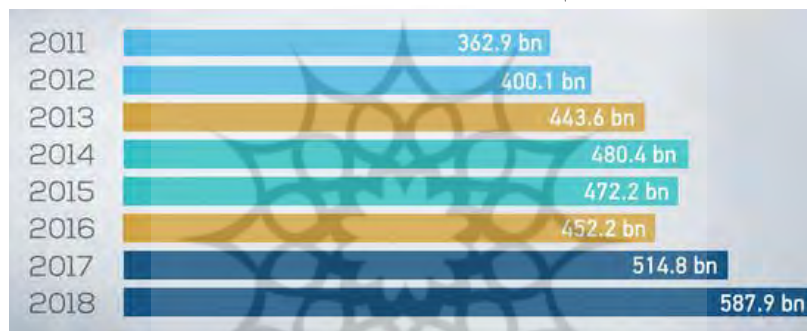 2011 362.9 bn
2012 400.1 bn
2013 443.6 bn
2014 480.4 bn
2015 472.2 bn
2016 452.2 bn
2017 514.8 bn
2018 587.9 bn